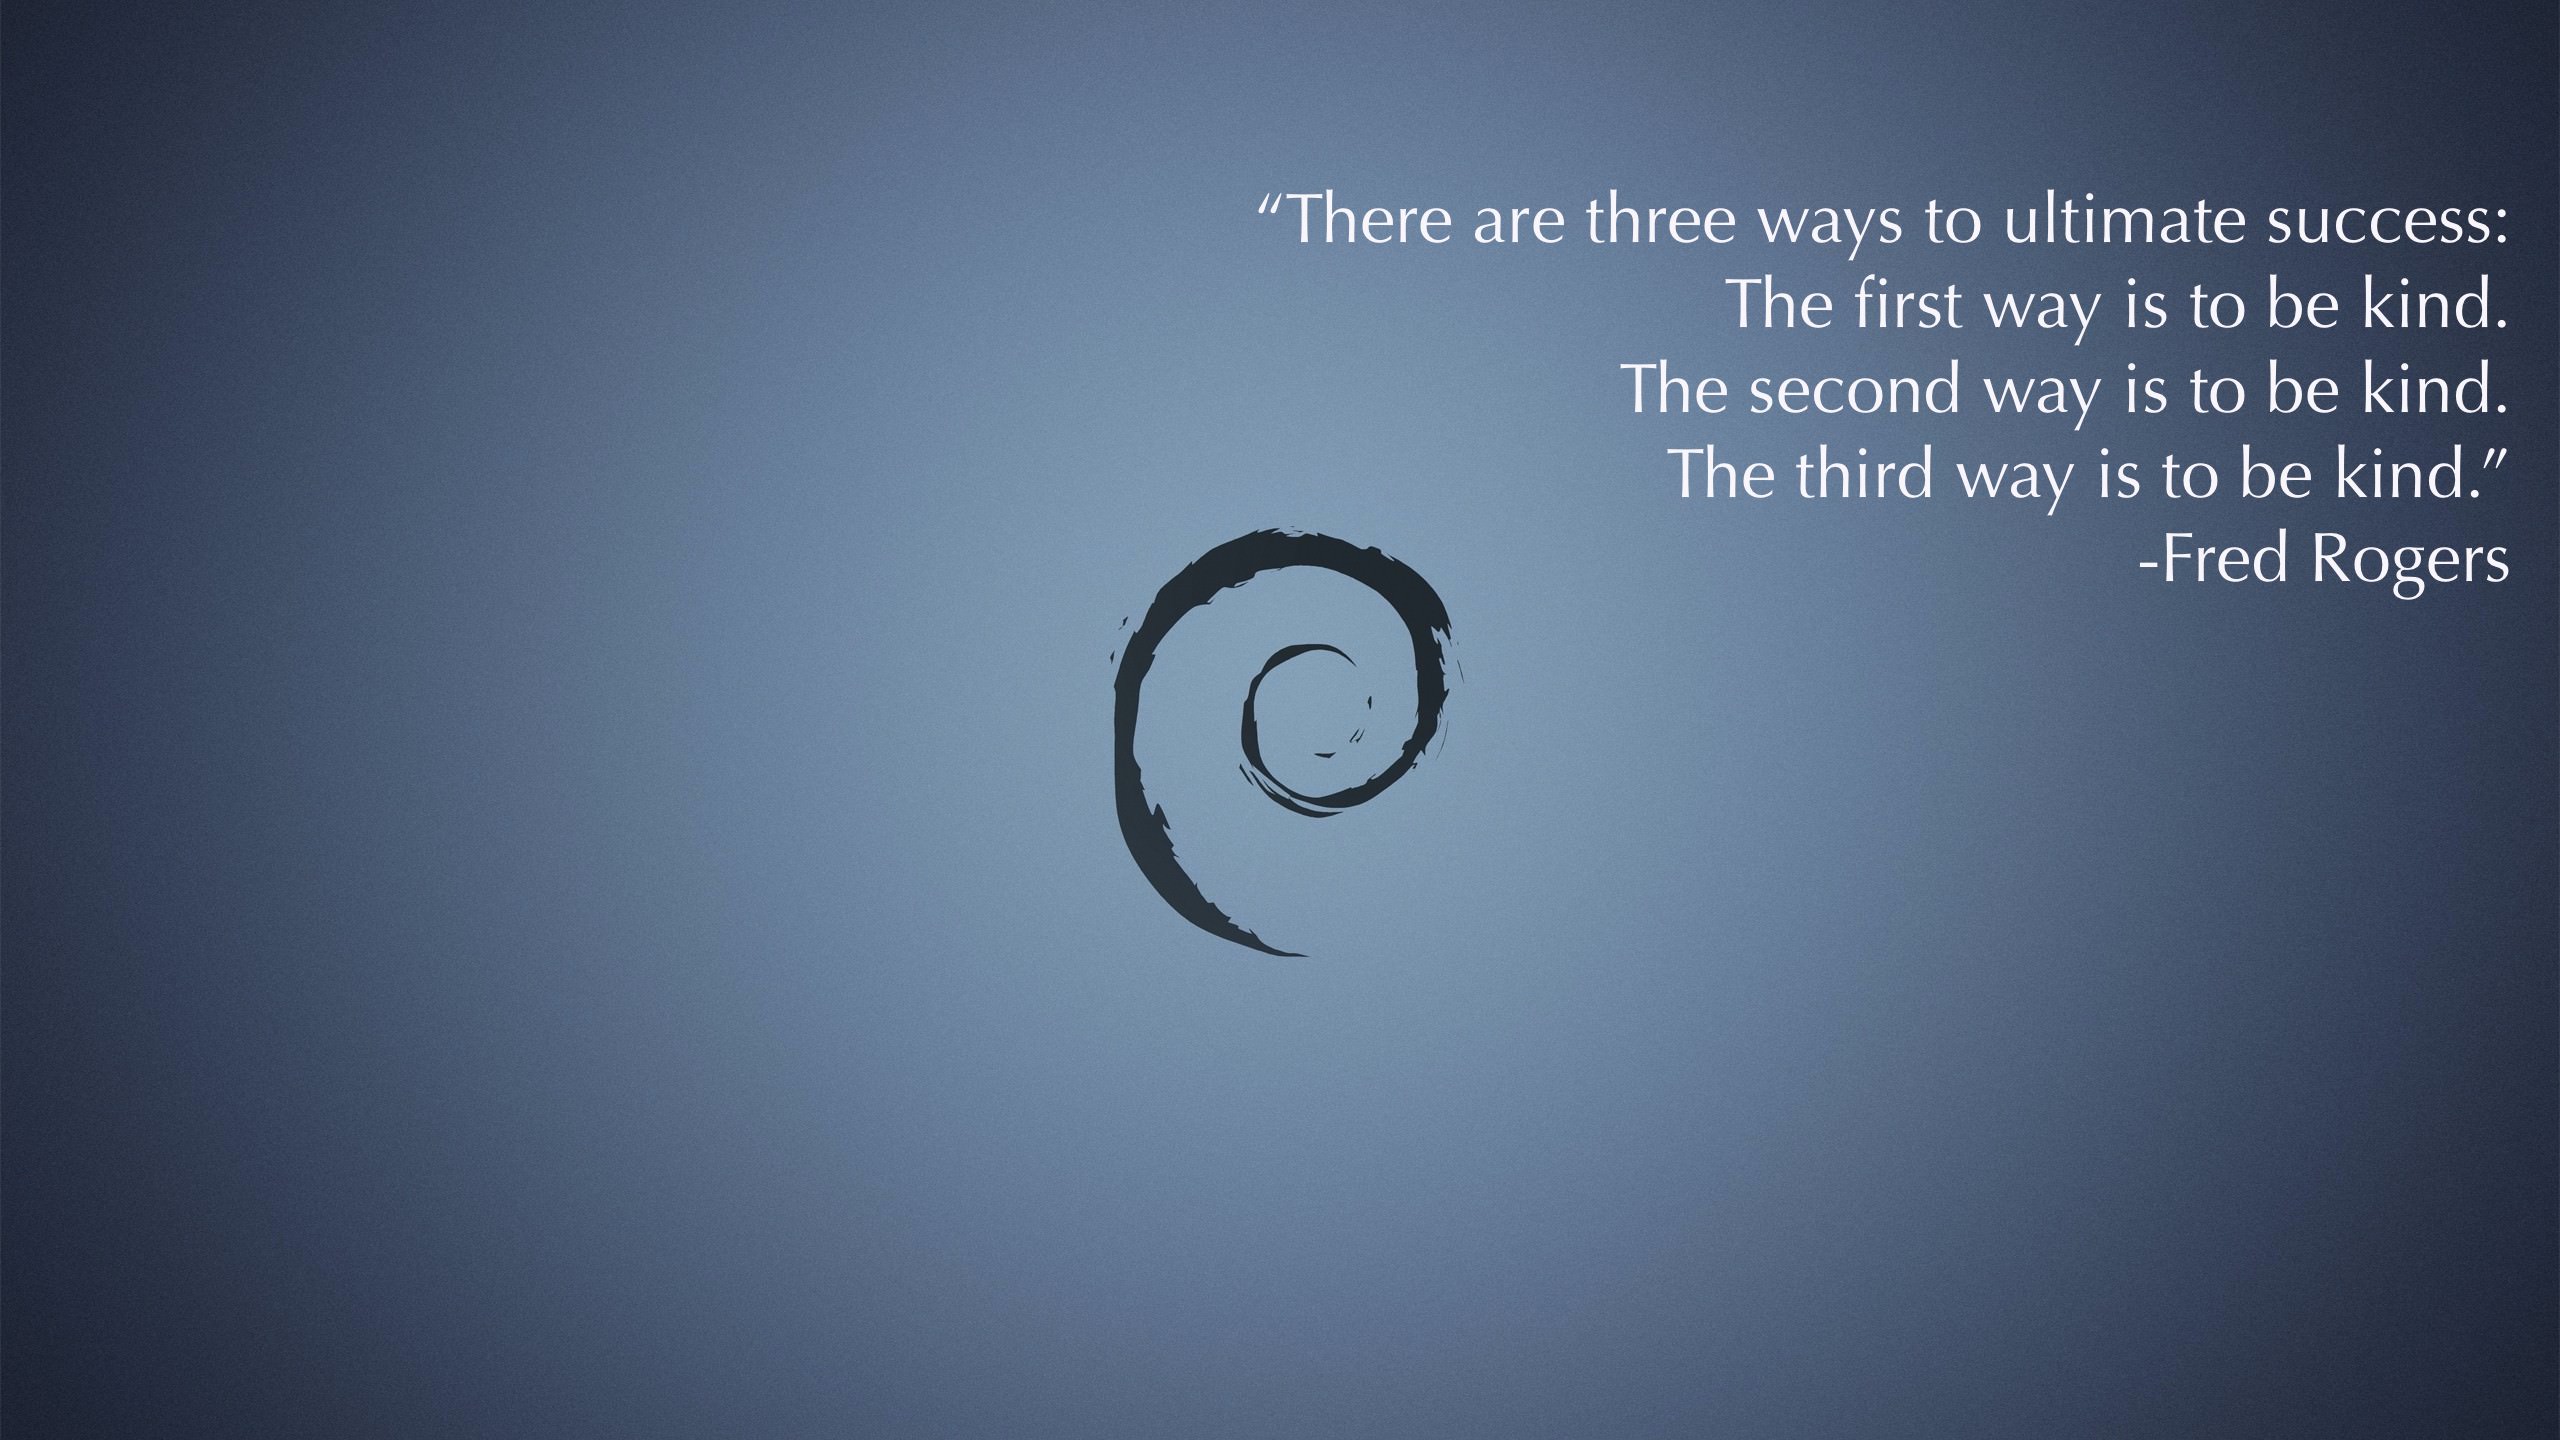 “There are three ways to ultimate success:
The first way is to be kind.
The second way is to be kind.
The third way is to be kind.”
-Fred Rogers